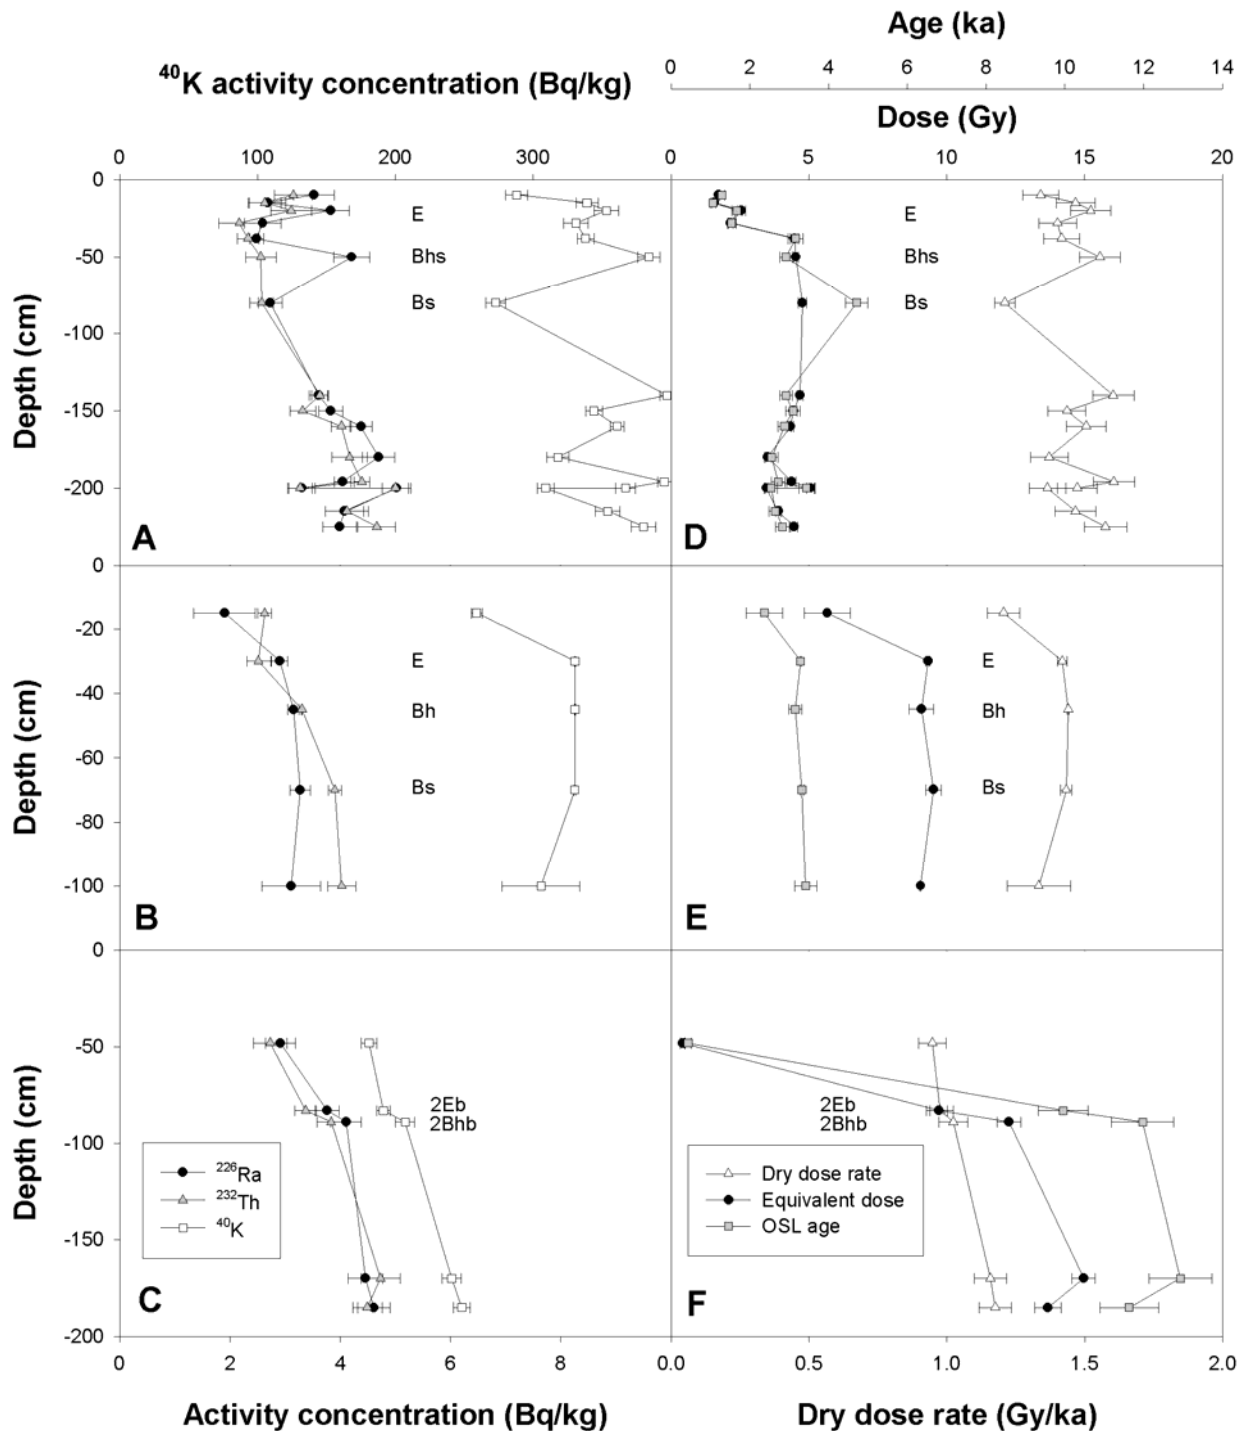 Age (ka)
0 2 4 6 8 10 12 14
⁴⁰K activity concentration (Bq/kg)
Dose (Gy)
0 100 200 300
0 5 10 15 20
Depth (cm)
0
-50
-100
-150
-200
E
Bhs
Bs
A
E
Bhs
Bs
D
Depth (cm)
0
-20
-40
-60
-80
-100
E
Bh
Bs
B
E
Bh
Bs
E
Depth (cm)
0
-50
-100
-150
-200
2Eb
2Bhb
²²⁶Ra
²³²Th
⁴⁰K
C
2Eb
2Bhb
Dry dose rate
Equivalent dose
OSL age
F
0 2 4 6 8 0.0 0.5 1.0 1.5 2.0
Activity concentration (Bq/kg)
Dry dose rate (Gy/ka)